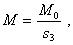 M = M₀ / s₃ ,